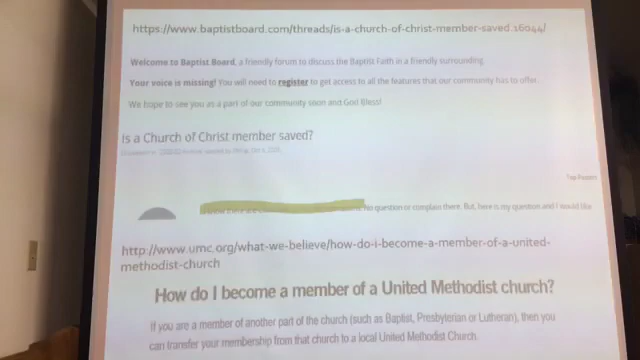 https://www.baptistboard.com/threads/is-a-church-of-christ-member-saved.16044/
Welcome to Baptist Board, a friendly forum to discuss the Baptist Faith in a friendly surrounding.
Your voice is missing! You will need to register to get access to all the features that our community has to offer.
We hope to see you as a part of our community soon and God Bless!
Is a Church of Christ member saved?
Top Posters
No question or complain there. But, here is my question and I would like
http://www.umc.org/what-we-believe/how-do-i-become-a-member-of-a-united-
methodist-church
How do I become a member of a United Methodist church?
If you are a member of another part of the church (such as Baptist, Presbyterian or Lutheran), then you
can transfer your membership from that church to a local United Methodist Church.